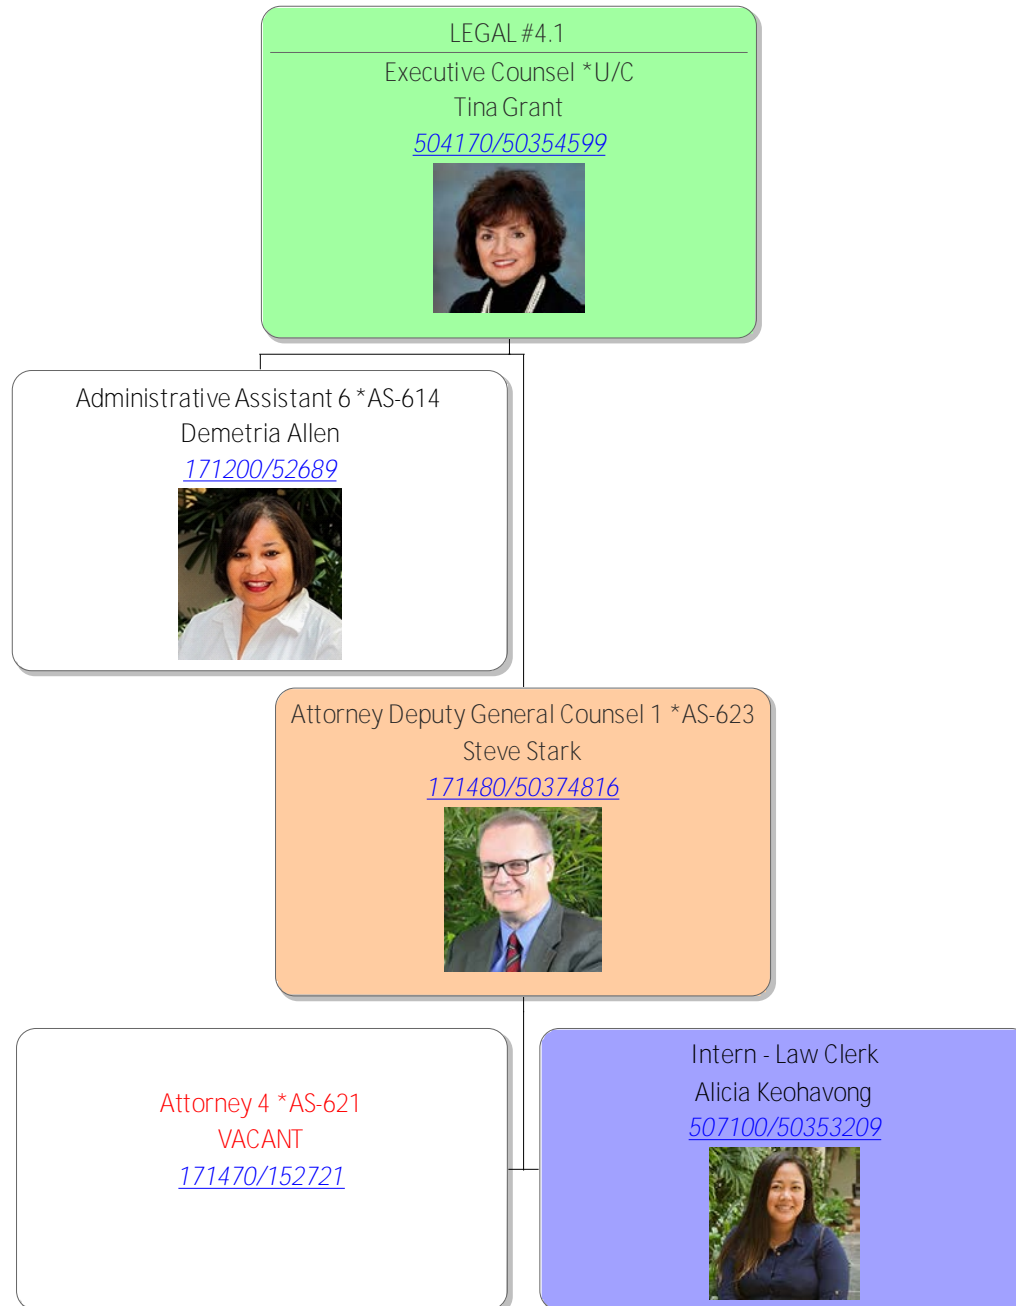 LEGAL #4.1
Executive Counsel *U/C
Tina Grant
504170/50354599
Administrative Assistant 6 *AS-614
Demetria Allen
171200/52689
Attorney Deputy General Counsel 1 *AS-623
Steve Stark
171480/50374816
Attorney 4 *AS-621
VACANT
171470/152721
Intern - Law Clerk
Alicia Keohavong
507100/50353209